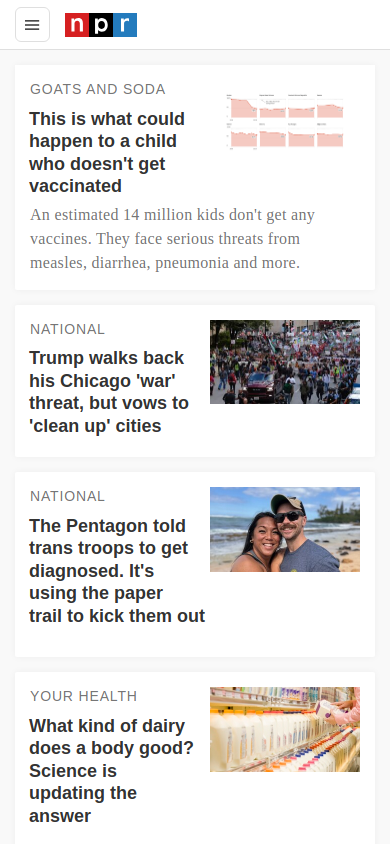 npr
GOATS AND SODA
This is what could
happen to a child
who doesn't get
vaccinated
An estimated 14 million kids don't get any
vaccines. They face serious threats from
measles, diarrhea, pneumonia and more.
NATIONAL
Trump walks back
his Chicago 'war'
threat, but vows to
'clean up' cities
NATIONAL
The Pentagon told
trans troops to get
diagnosed. It's
using the paper
trail to kick them out
YOUR HEALTH
What kind of dairy
does a body good?
Science is
updating the
answer